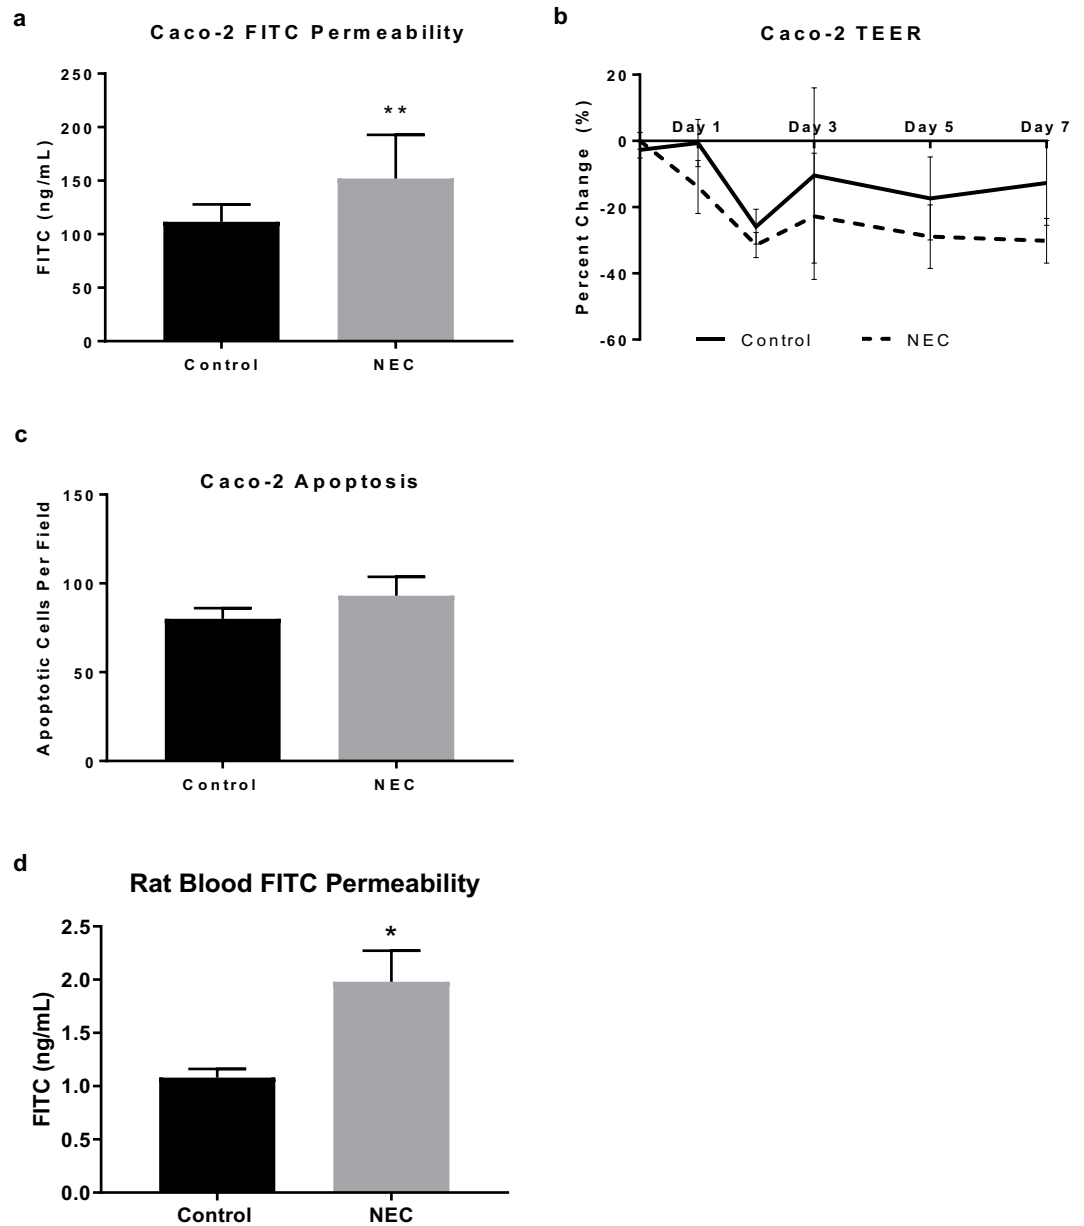 a
Caco-2 FITC Permeability
FITC (ng/mL)
250
200
150
100
50
0
**
Control
NEC
b
Caco-2 TEER
Percent Change (%)
20
0
-20
-40
-60
Day 1
Day 3
Day 5
Day 7
Control
NEC
c
Caco-2 Apoptosis
Apoptotic Cells Per Field
150
100
50
0
Control
NEC
d
Rat Blood FITC Permeability
FITC (ng/mL)
2.5
2.0
1.5
1.0
0.5
0.0
*
Control
NEC